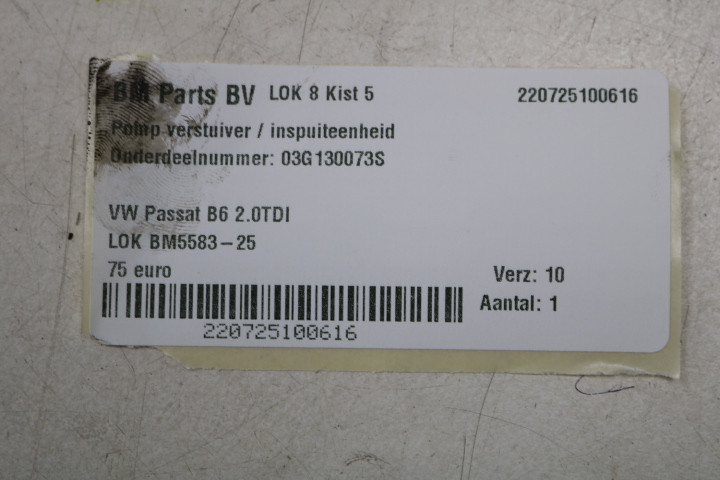 BM Parts BV LOK 8 Kist 5 220725100616
Pomp verstuiver / inspuiteenheid
Onderdeelnummer: 03G130073S
VW Passat B6 2.0TDI
LOK BM5583-25
75 euro Verz: 10
Aantal: 1
220725100616